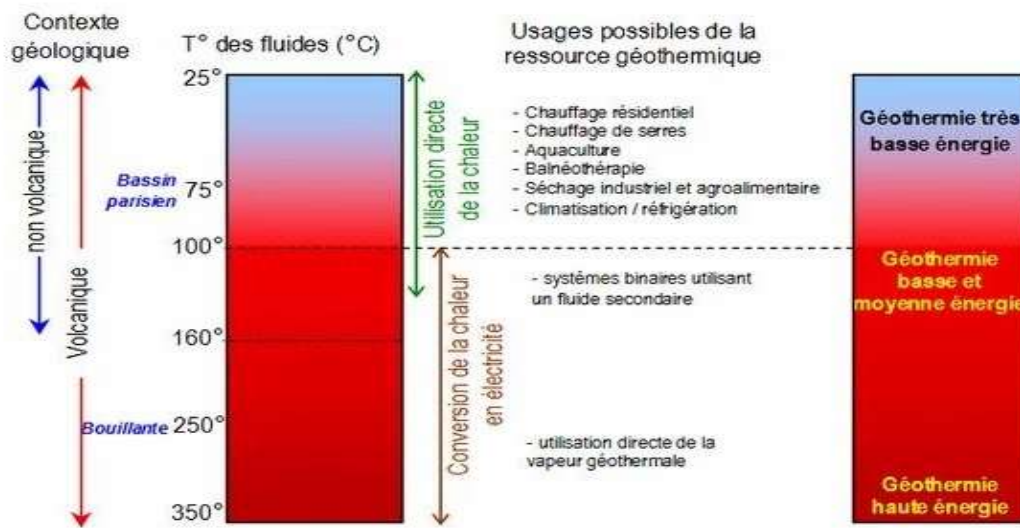 Contexte
géologique
T° des fluides (°C)
Usages possibles de la
ressource géothermique
25°
75°
100°
160°
250°
350°
non volcanique
Volcanique
Bassin
parisien
Bouillante
Utilisation directe
de la chaleur
Conversion de la chaleur
en électricité
- Chauffage résidentiel
- Chauffage de serres
- Aquaculture
- Balnéothérapie
- Séchage industriel et agroalimentaire
- Climatisation / réfrigération
- systèmes binaires utilisant
un fluide secondaire
- utilisation directe de la
vapeur géothermale
Géothermie très
basse énergie
Géothermie
basse et
moyenne énergie
Géothermie
haute énergie